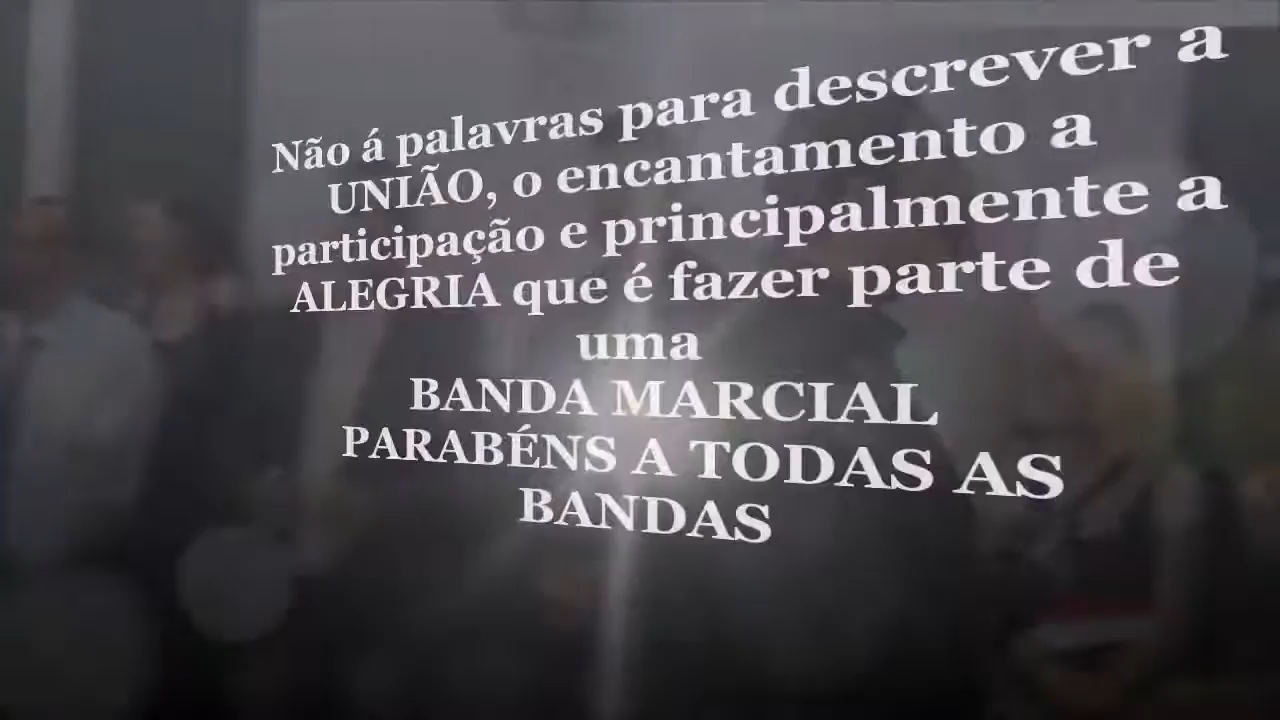 Não á palavras para descrever a
UNIÃO, o encantamento a
participação e principalmente a
ALEGRIA que é fazer parte de
uma
BANDA MARCIAL
PARABÉNS A TODAS AS
BANDAS